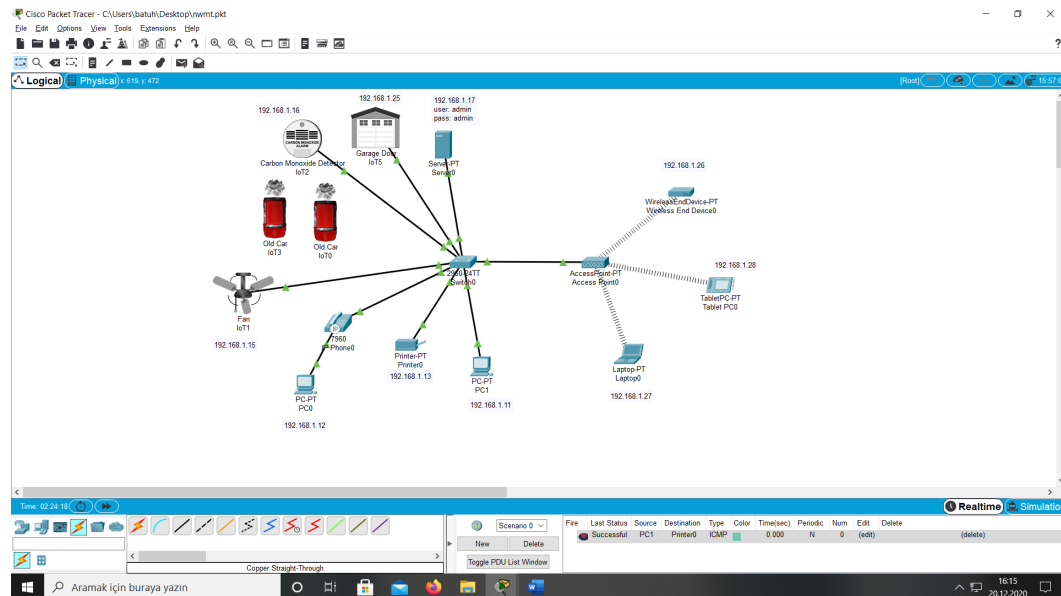 Cisco Packet Tracer - C:\Users\batuh\Desktop\nwmt.pkt
File Edit Options View Tools Extensions Help
?
Logical Physical x: 619, y: 472 [Root] 15:57:0
192.168.1.16
192.168.1.25
192.168.1.17
user: admin
pass: admin
CARBON MONOXIDE
ALARM
Carbon Monoxide Detector
IoT2
Garage Door
IoT5
Server-PT
Server0
192.168.1.26
WirelessEndDevice-PT
Wireless End Device0
Old Car
IoT3
Old Car
IoT0
2960-24TT
Switch0
AccessPoint-PT
Access Point0
192.168.1.28
TabletPC-PT
Tablet PC0
Fan
IoT1
192.168.1.15
IP
7960
IP Phone0
Printer-PT
Printer0
192.168.1.13
PC-PT
PC0
192.168.1.12
PC-PT
PC1
192.168.1.11
Laptop-PT
Laptop0
192.168.1.27
Time: 02:24:18 Realtime Simulatio
Scenario 0
New Delete
Toggle PDU List Window
Fire Last Status Source Destination Type Color Time(sec) Periodic Num Edit Delete
Successful PC1 Printer0 ICMP 0.000 N 0 (edit) (delete)
Copper Straight-Through
Aramak için buraya yazın
16:15
20.12.2020